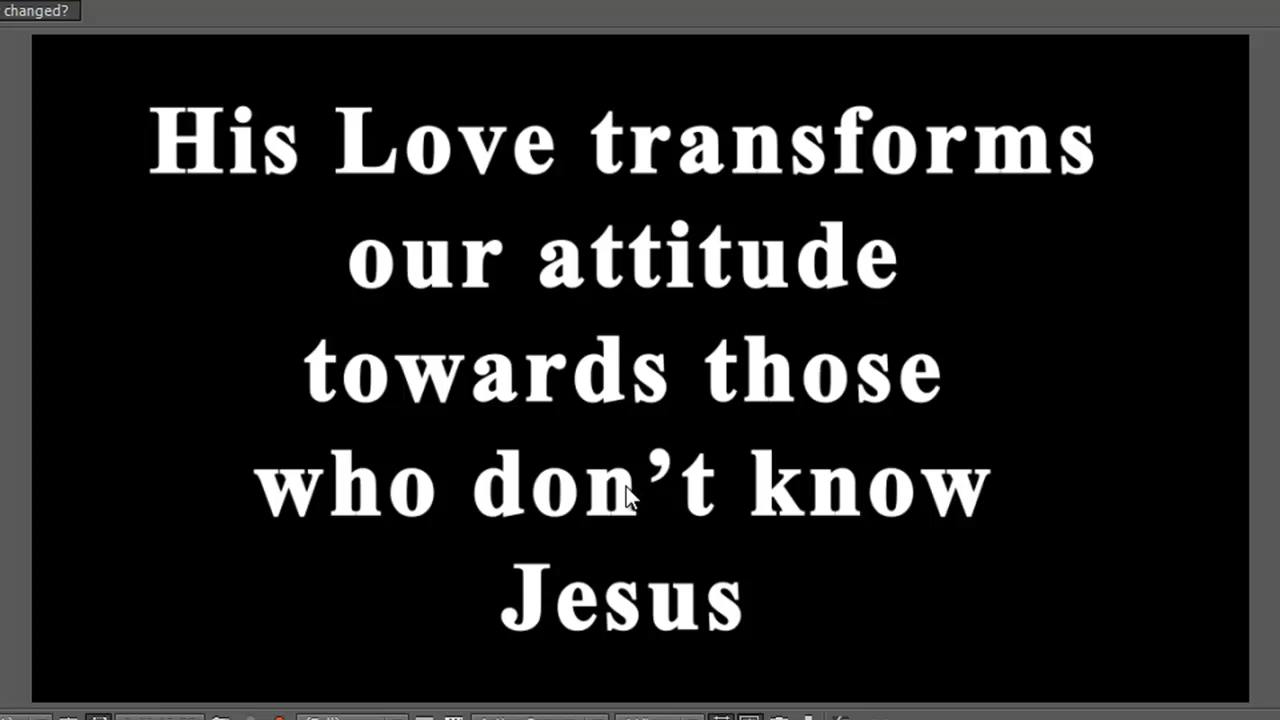 changed?
His Love transforms
our attitude
towards those
who don’t know
Jesus